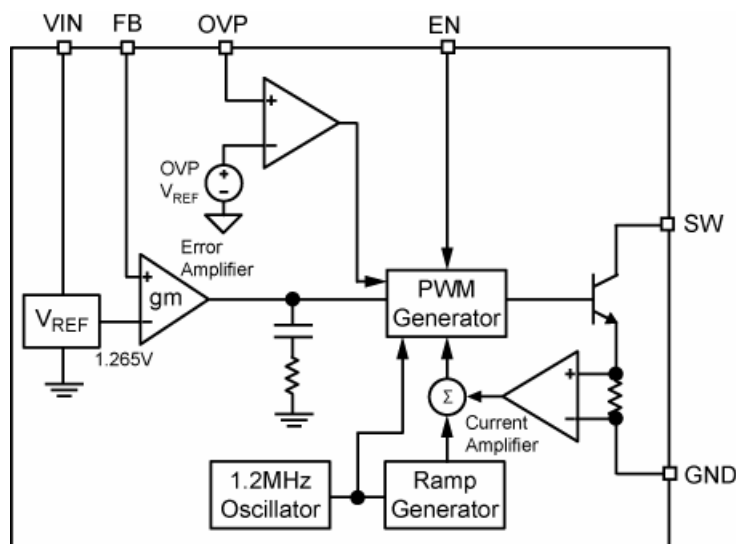 VIN
FB
OVP
EN
+
−
OVP
VREF
+
−
SW
Error
Amplifier
+
gm
−
VREF
1.265V
PWM
Generator
Σ
+
−
Current
Amplifier
1.2MHz
Oscillator
Ramp
Generator
GND